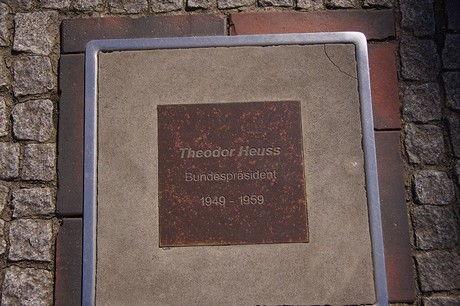 Theodor Heuss
Bundespräsident
1949 - 1959